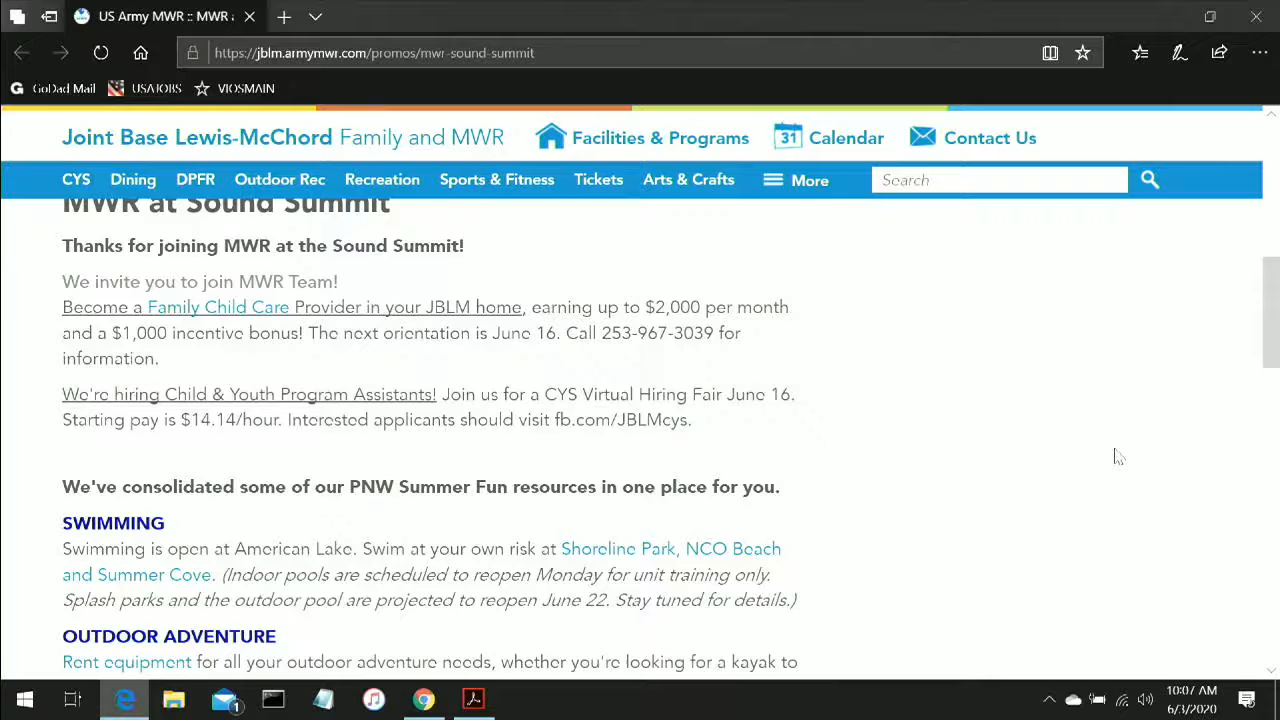 US Army MWR :: MWR
https://jblm.armymwr.com/promos/mwr-sound-summit
GoDad Mail USAJOBS VIOSMAIN
Joint Base Lewis-McChord Family and MWR Facilities & Programs 31 Calendar Contact Us
CYS Dining DPFR Outdoor Rec Recreation Sports & Fitness Tickets Arts & Crafts More Search
MWR at Sound Summit
Thanks for joining MWR at the Sound Summit!
We invite you to join MWR Team!
Become a Family Child Care Provider in your JBLM home, earning up to $2,000 per month
and a $1,000 incentive bonus! The next orientation is June 16. Call 253-967-3039 for
information.
We're hiring Child & Youth Program Assistants! Join us for a CYS Virtual Hiring Fair June 16.
Starting pay is $14.14/hour. Interested applicants should visit fb.com/JBLMcys.
We've consolidated some of our PNW Summer Fun resources in one place for you.
SWIMMING
Swimming is open at American Lake. Swim at your own risk at Shoreline Park, NCO Beach
and Summer Cove. (Indoor pools are scheduled to reopen Monday for unit training only.
Splash parks and the outdoor pool are projected to reopen June 22. Stay tuned for details.)
OUTDOOR ADVENTURE
Rent equipment for all your outdoor adventure needs, whether you're looking for a kayak to
1
10:07 AM
6/3/2020